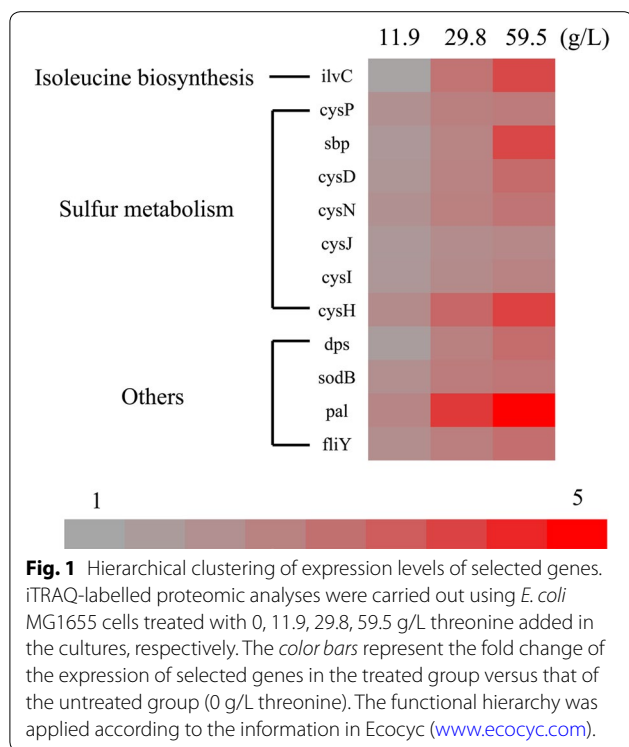 11.9 29.8 59.5 (g/L)
Isoleucine biosynthesis ilvC
cysP
sbp
cysD
Sulfur metabolism cysN
cysJ
cysI
cysH
dps
Others sodB
pal
fliY
1 5
Fig. 1 Hierarchical clustering of expression levels of selected genes.
iTRAQ-labelled proteomic analyses were carried out using E. coli
MG1655 cells treated with 0, 11.9, 29.8, 59.5 g/L threonine added in
the cultures, respectively. The color bars represent the fold change of
the expression of selected genes in the treated group versus that of
the untreated group (0 g/L threonine). The functional hierarchy was
applied according to the information in Ecocyc (www.ecocyc.com).